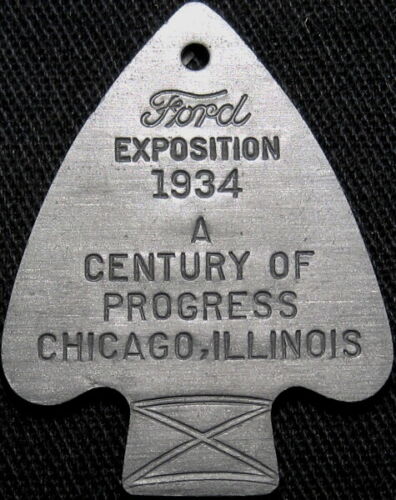 Ford
EXPOSITION
1934
A
CENTURY OF
PROGRESS
CHICAGO, ILLINOIS